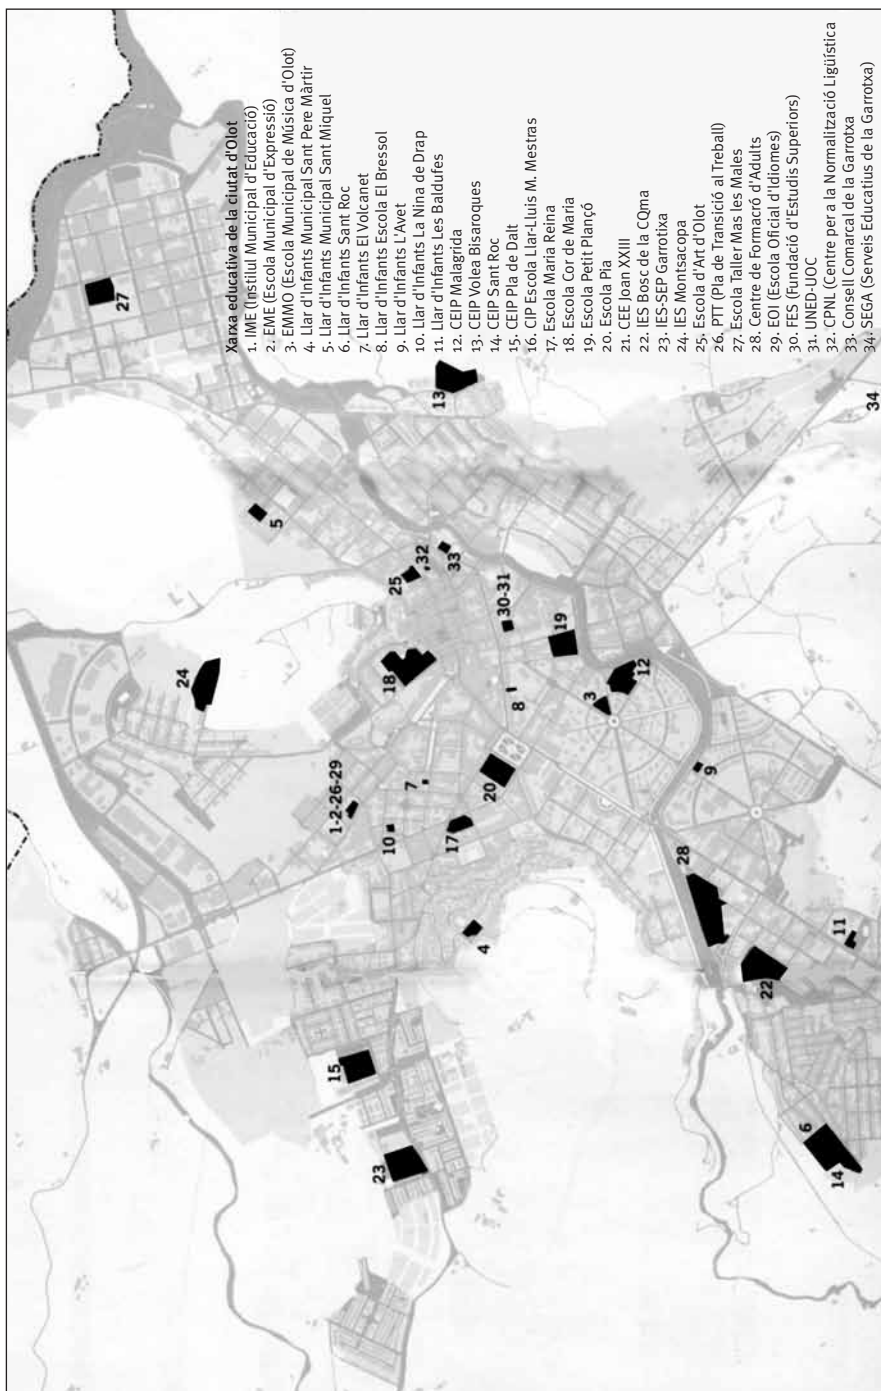 Xarxa educativa de la ciutat d'Olot
1. IME (Institul Municipal d'Educació)
2. EME (Escola Municipal d'Expressió)
3. EMMO (Escola Municipal de Música d'Olot)
4. Llar d'Infants Municipal Sant Pere Màrtir
5. Llar d'Infants Municipal Sant Miquel
6. Llar d'Infants Sant Roc
7. Llar d'Infants El Volcanet
8. Llar d'Infants Escola El Bressol
9. Llar d'Infants L'Avet
10. Llar d'Infants La Nina de Drap
11. Llar d'Infants Les Baldufes
12. CEIP Malagrida
13. CEIP Volea Bisaroques
14. CEIP Sant Roc
15. CEIP Pla de Dalt
16. CIP Escola Llar-Lluis M. Mestras
17. Escola Maria Reina
18. Escola Cor de Maria
19. Escola Petit Plançó
20. Escola Pia
21. CEE Joan XXIII
22. IES Bosc de la CQma
23. IES-SEP Garrotixa
24. IES Montsacopa
25. Escola d'Art d'Olot
26. PTT (Pla de Transició al Treball)
27. Escola Taller Mas les Males
28. Centre de Formacró d'Adults
29. EOI (Escola Oficial d'Idiomes)
30. FES (Fundació d'Estudis Superiors)
31. UNED-UOC
32. CPNL (Centre per a la Normalització Ligüística
33. Consell Comarcal de la Garrotxa
34. SEGA (Serveis Educatius de la Garrotxa)
27
13
5
34
25
32
33
24
18
30-31
19
8
3
12
1-2-26-29
7
10
17
20
9
4
28
11
22
15
23
6
14